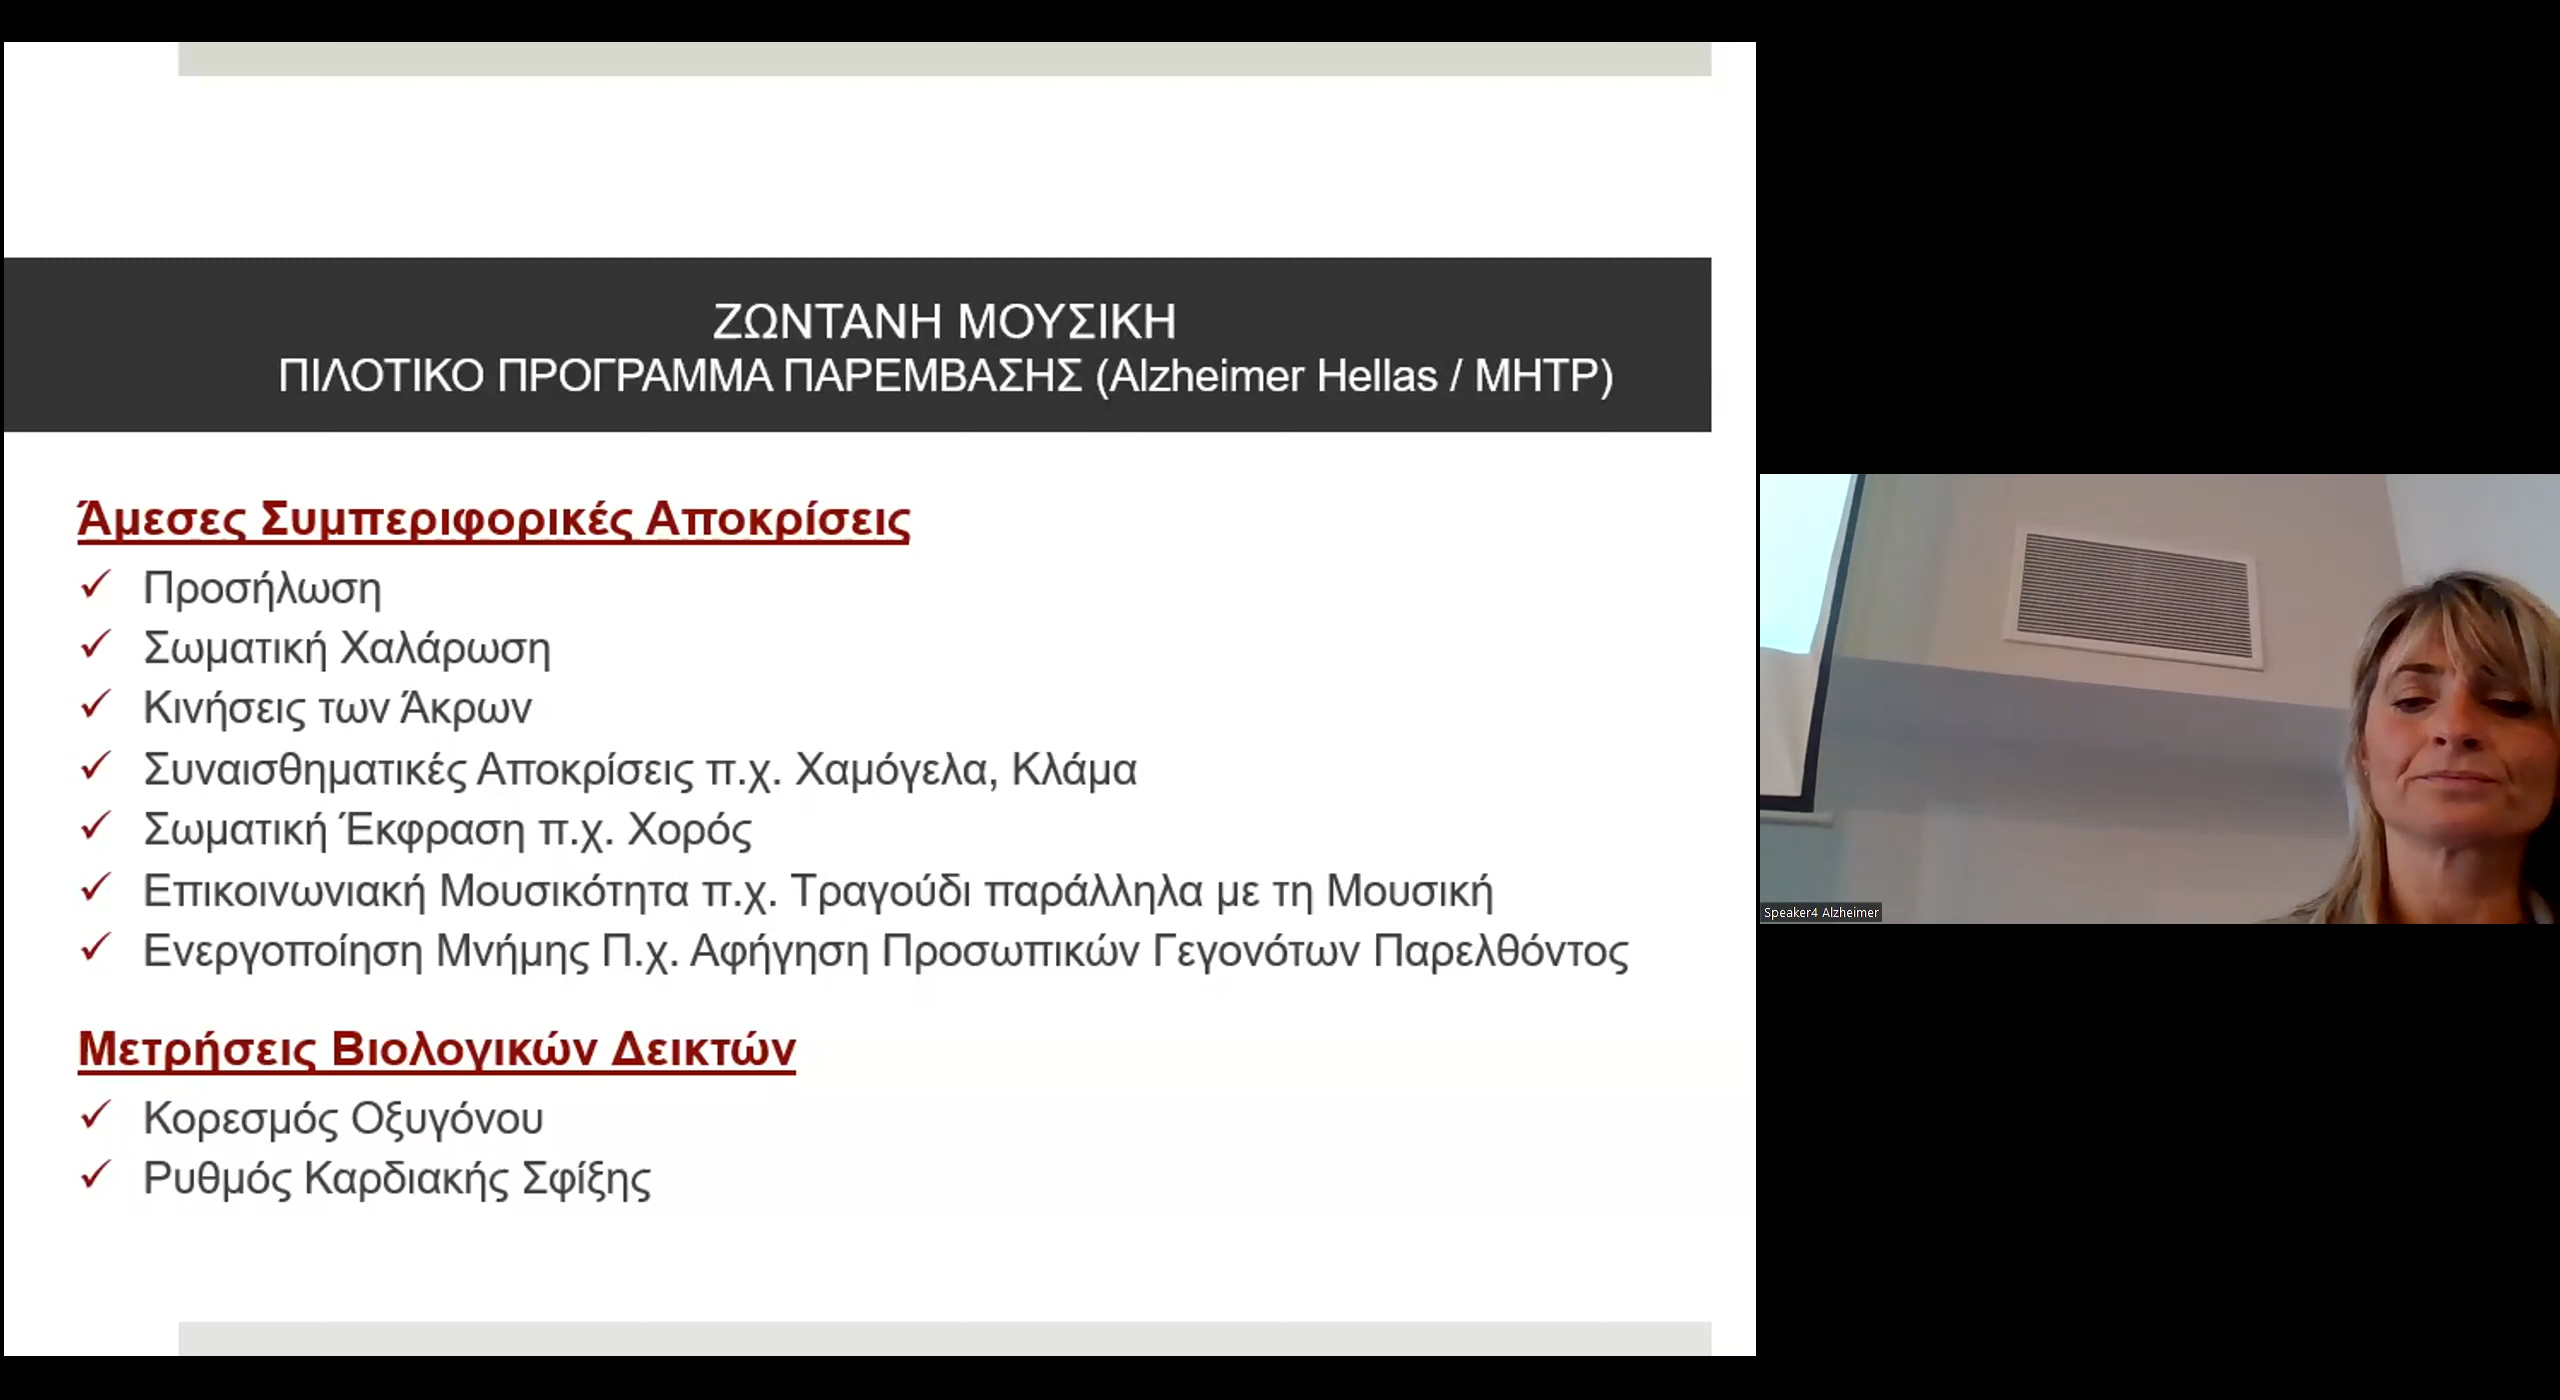 ΖΩΝΤΑΝΗ ΜΟΥΣΙΚΗ
ΠΙΛΟΤΙΚΟ ΠΡΟΓΡΑΜΜΑ ΠΑΡΕΜΒΑΣΗΣ (Alzheimer Hellas / ΜΗΤΡ)
Άμεσες Συμπεριφορικές Αποκρίσεις
✓ Προσήλωση
✓ Σωματική Χαλάρωση
✓ Κινήσεις των Άκρων
✓ Συναισθηματικές Αποκρίσεις π.χ. Χαμόγελα, Κλάμα
✓ Σωματική Έκφραση π.χ. Χορός
✓ Επικοινωνιακή Μουσικότητα π.χ. Τραγούδι παράλληλα με τη Μουσική
✓ Ενεργοποίηση Μνήμης Π.χ. Αφήγηση Προσωπικών Γεγονότων Παρελθόντος
Μετρήσεις Βιολογικών Δεικτών
✓ Κορεσμός Οξυγόνου
✓ Ρυθμός Καρδιακής Σφίξης
Speaker4 Alzheimer